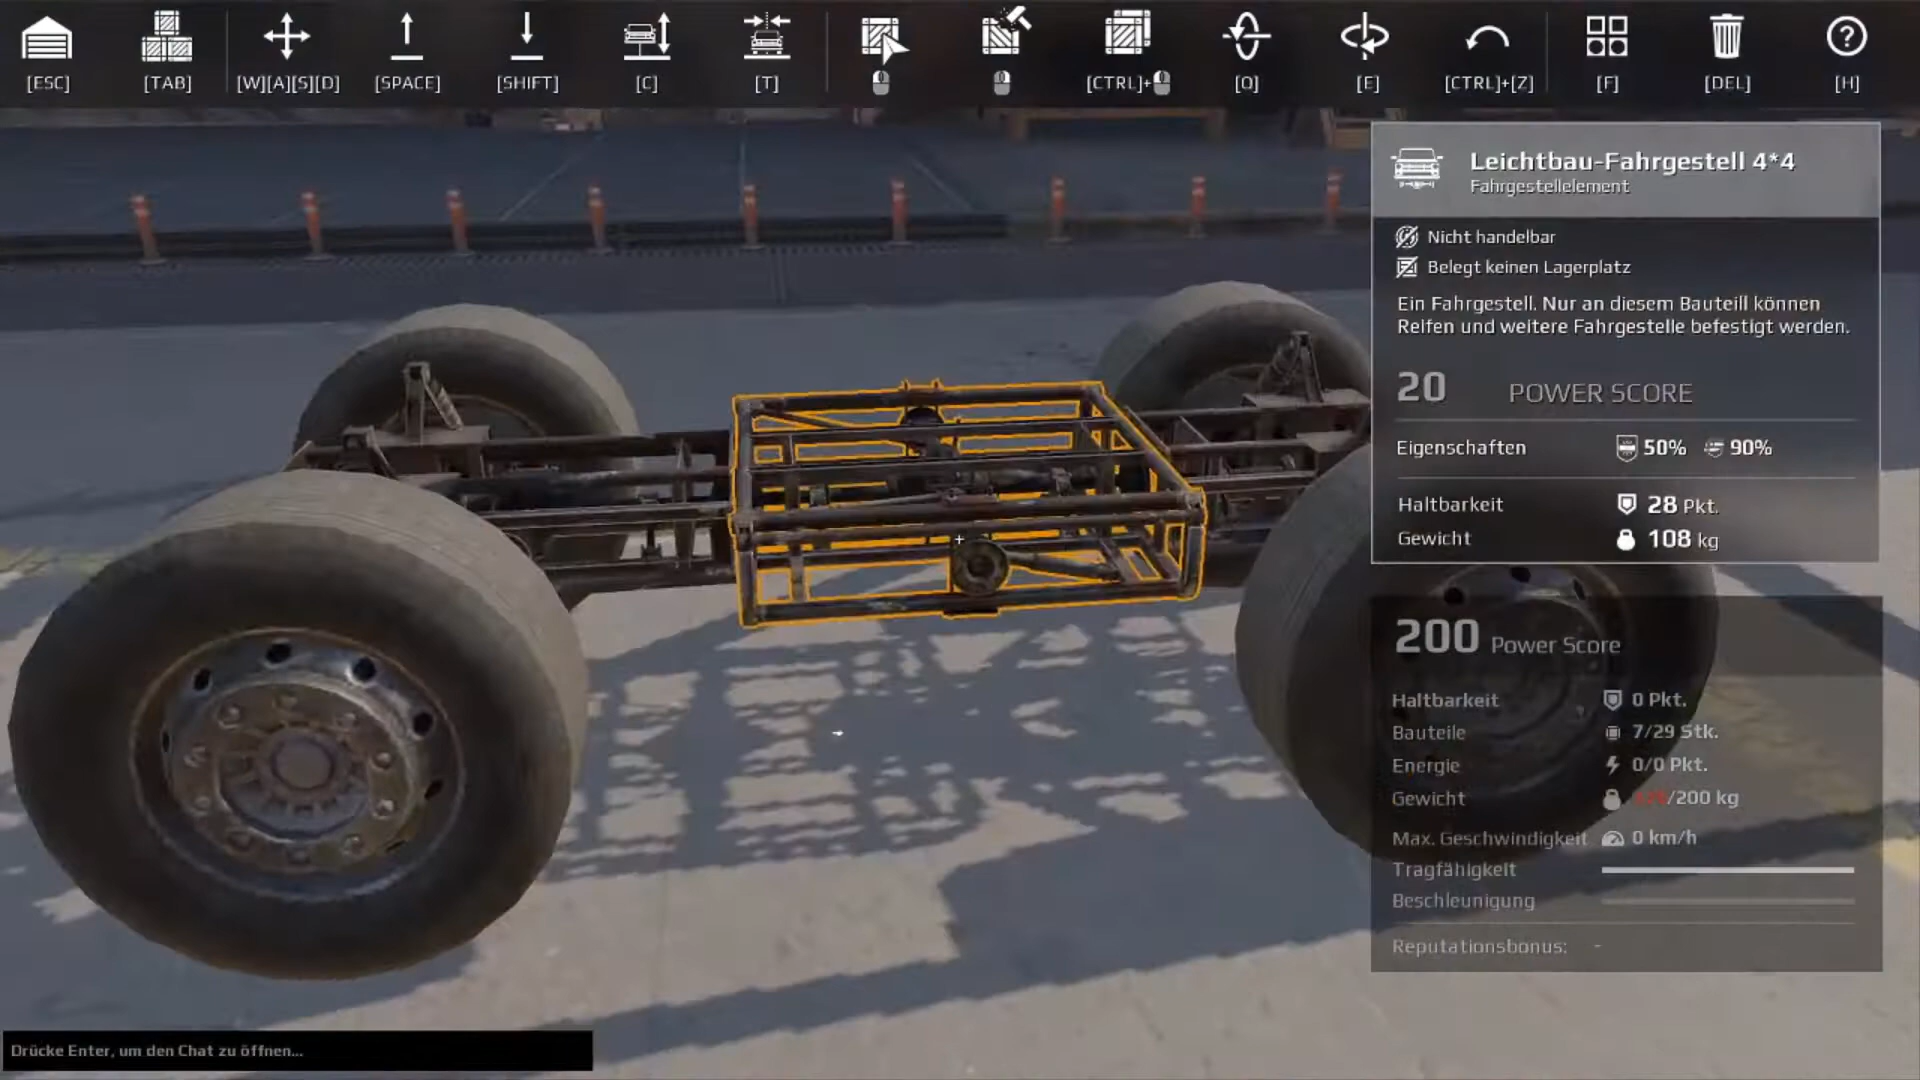 [ESC] [TAB] [W][A][S][D] [SPACE] [SHIFT] [C] [T] [CTRL]+ [Q] [E] [CTRL]+[Z] [F] [DEL] [H]
Leichtbau-Fahrgestell 4*4
Fahrgestellelement
Nicht handelbar
Belegt keinen Lagerplatz
Ein Fahrgestell. Nur an diesem Bauteill können
Reifen und weitere Fahrgestelle befestigt werden.
20 POWER SCORE
Eigenschaften 50% 90%
Haltbarkeit 28 Pkt.
Gewicht 108 kg
200 Power Score
Haltbarkeit 0 Pkt.
Bauteile 7/29 Stk.
Energie 0/0 Pkt.
Gewicht /200 kg
Max. Geschwindigkeit 0 km/h
Tragfähigkeit
Beschleunigung
Reputationsbonus: -
Drücke Enter, um den Chat zu öffnen...